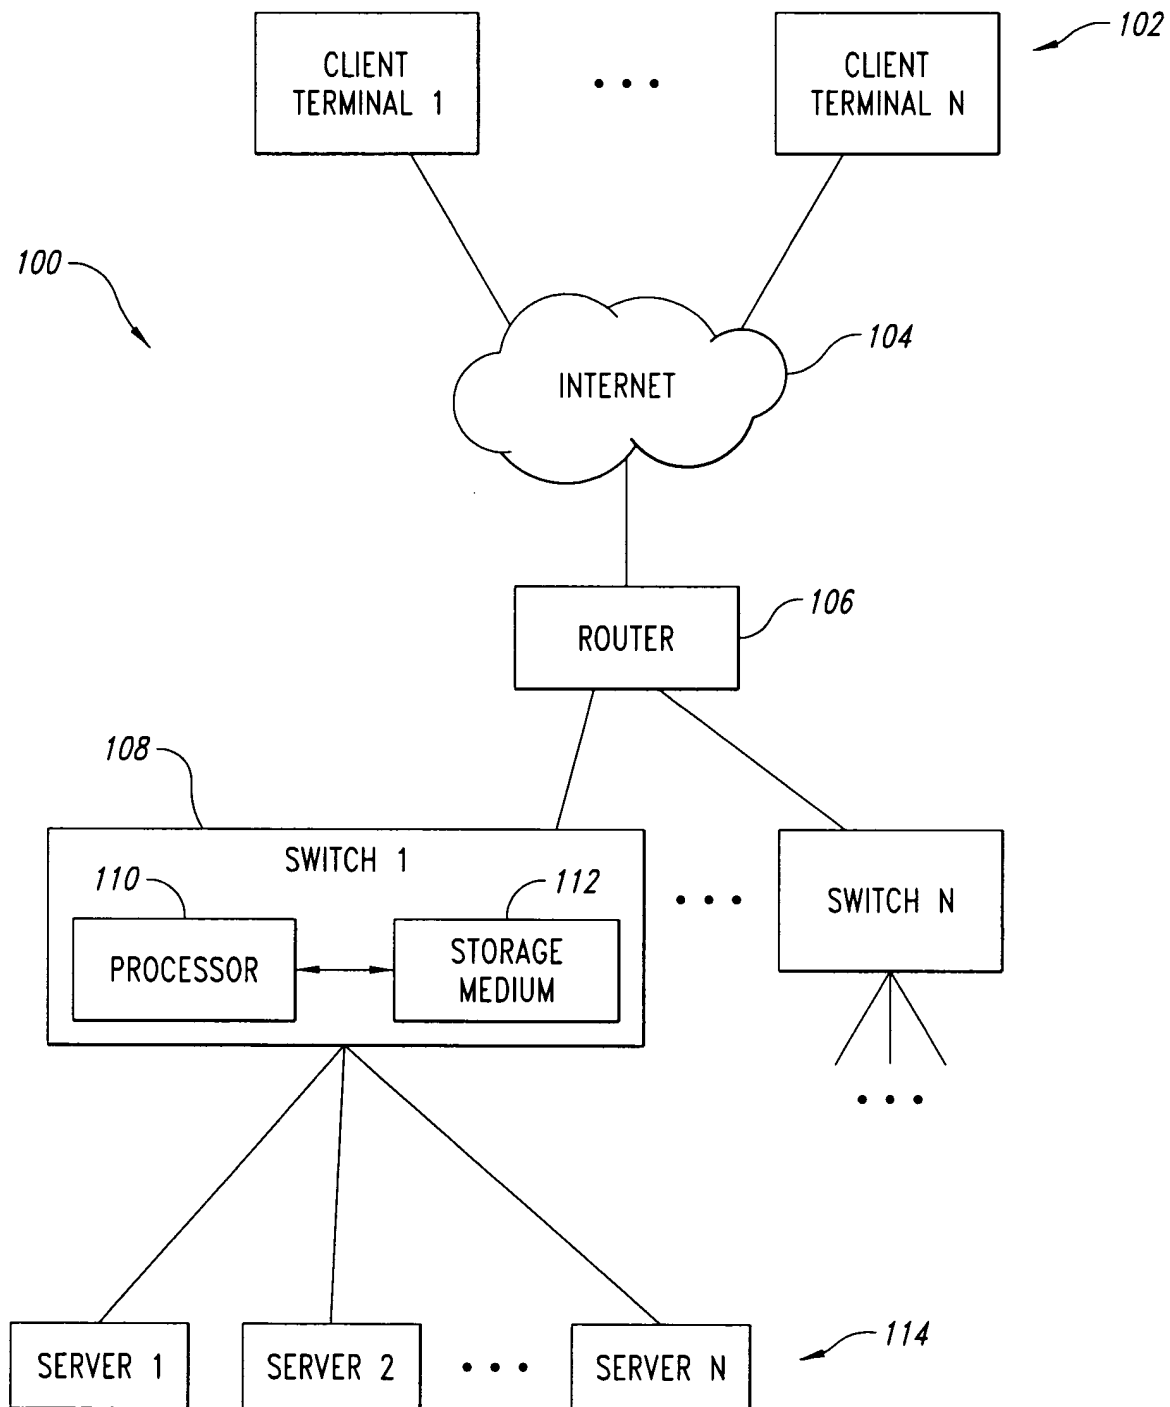 CLIENT
TERMINAL 1
• • •
CLIENT
TERMINAL N
102
100
INTERNET
104
ROUTER
106
108
SWITCH 1
110
112
PROCESSOR
STORAGE
MEDIUM
• • •
SWITCH N
• • •
SERVER 1
SERVER 2
• • •
SERVER N
114